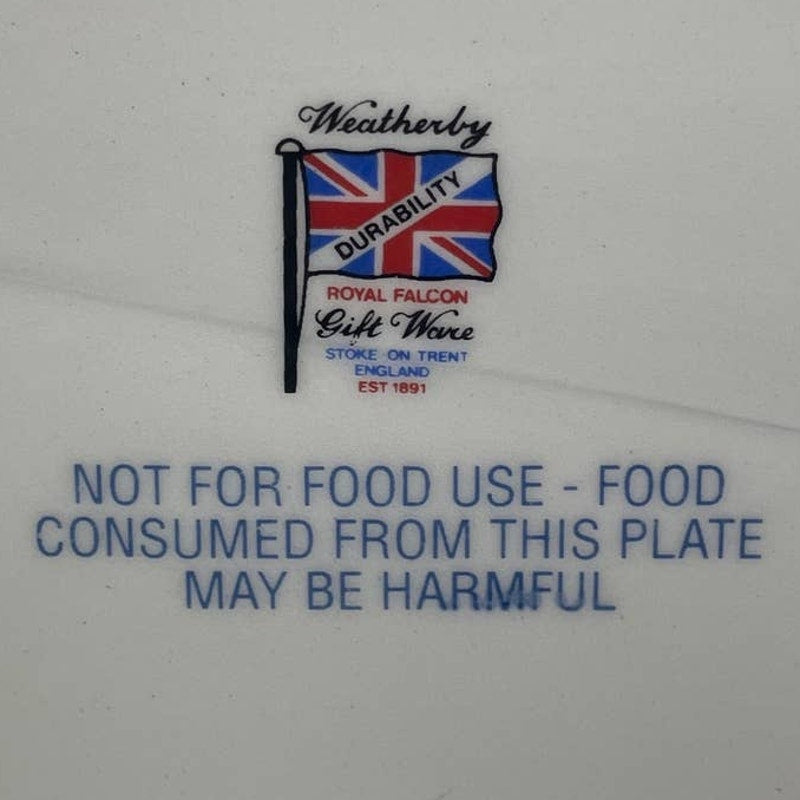 Weatherby
DURABILITY
ROYAL FALCON
Gift Ware
STOKE ON TRENT
ENGLAND
EST 1891
NOT FOR FOOD USE - FOOD
CONSUMED FROM THIS PLATE
MAY BE HARMFUL